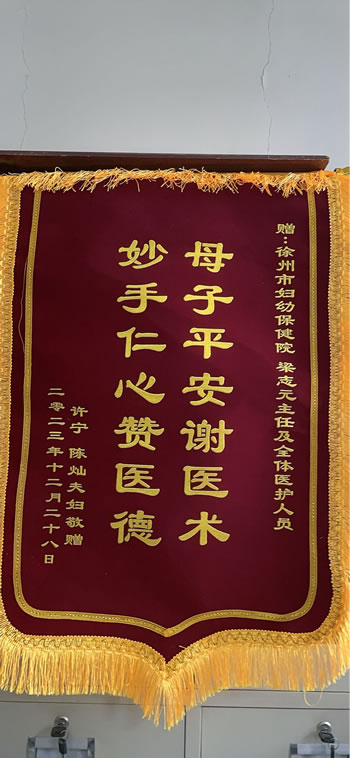 赠：徐州市妇幼保健院 梁志元主任及全体医护人员
母子平安谢医术
妙手仁心赞医德
许宁 陈灿夫妇敬赠
二零二三年十二月二十八日